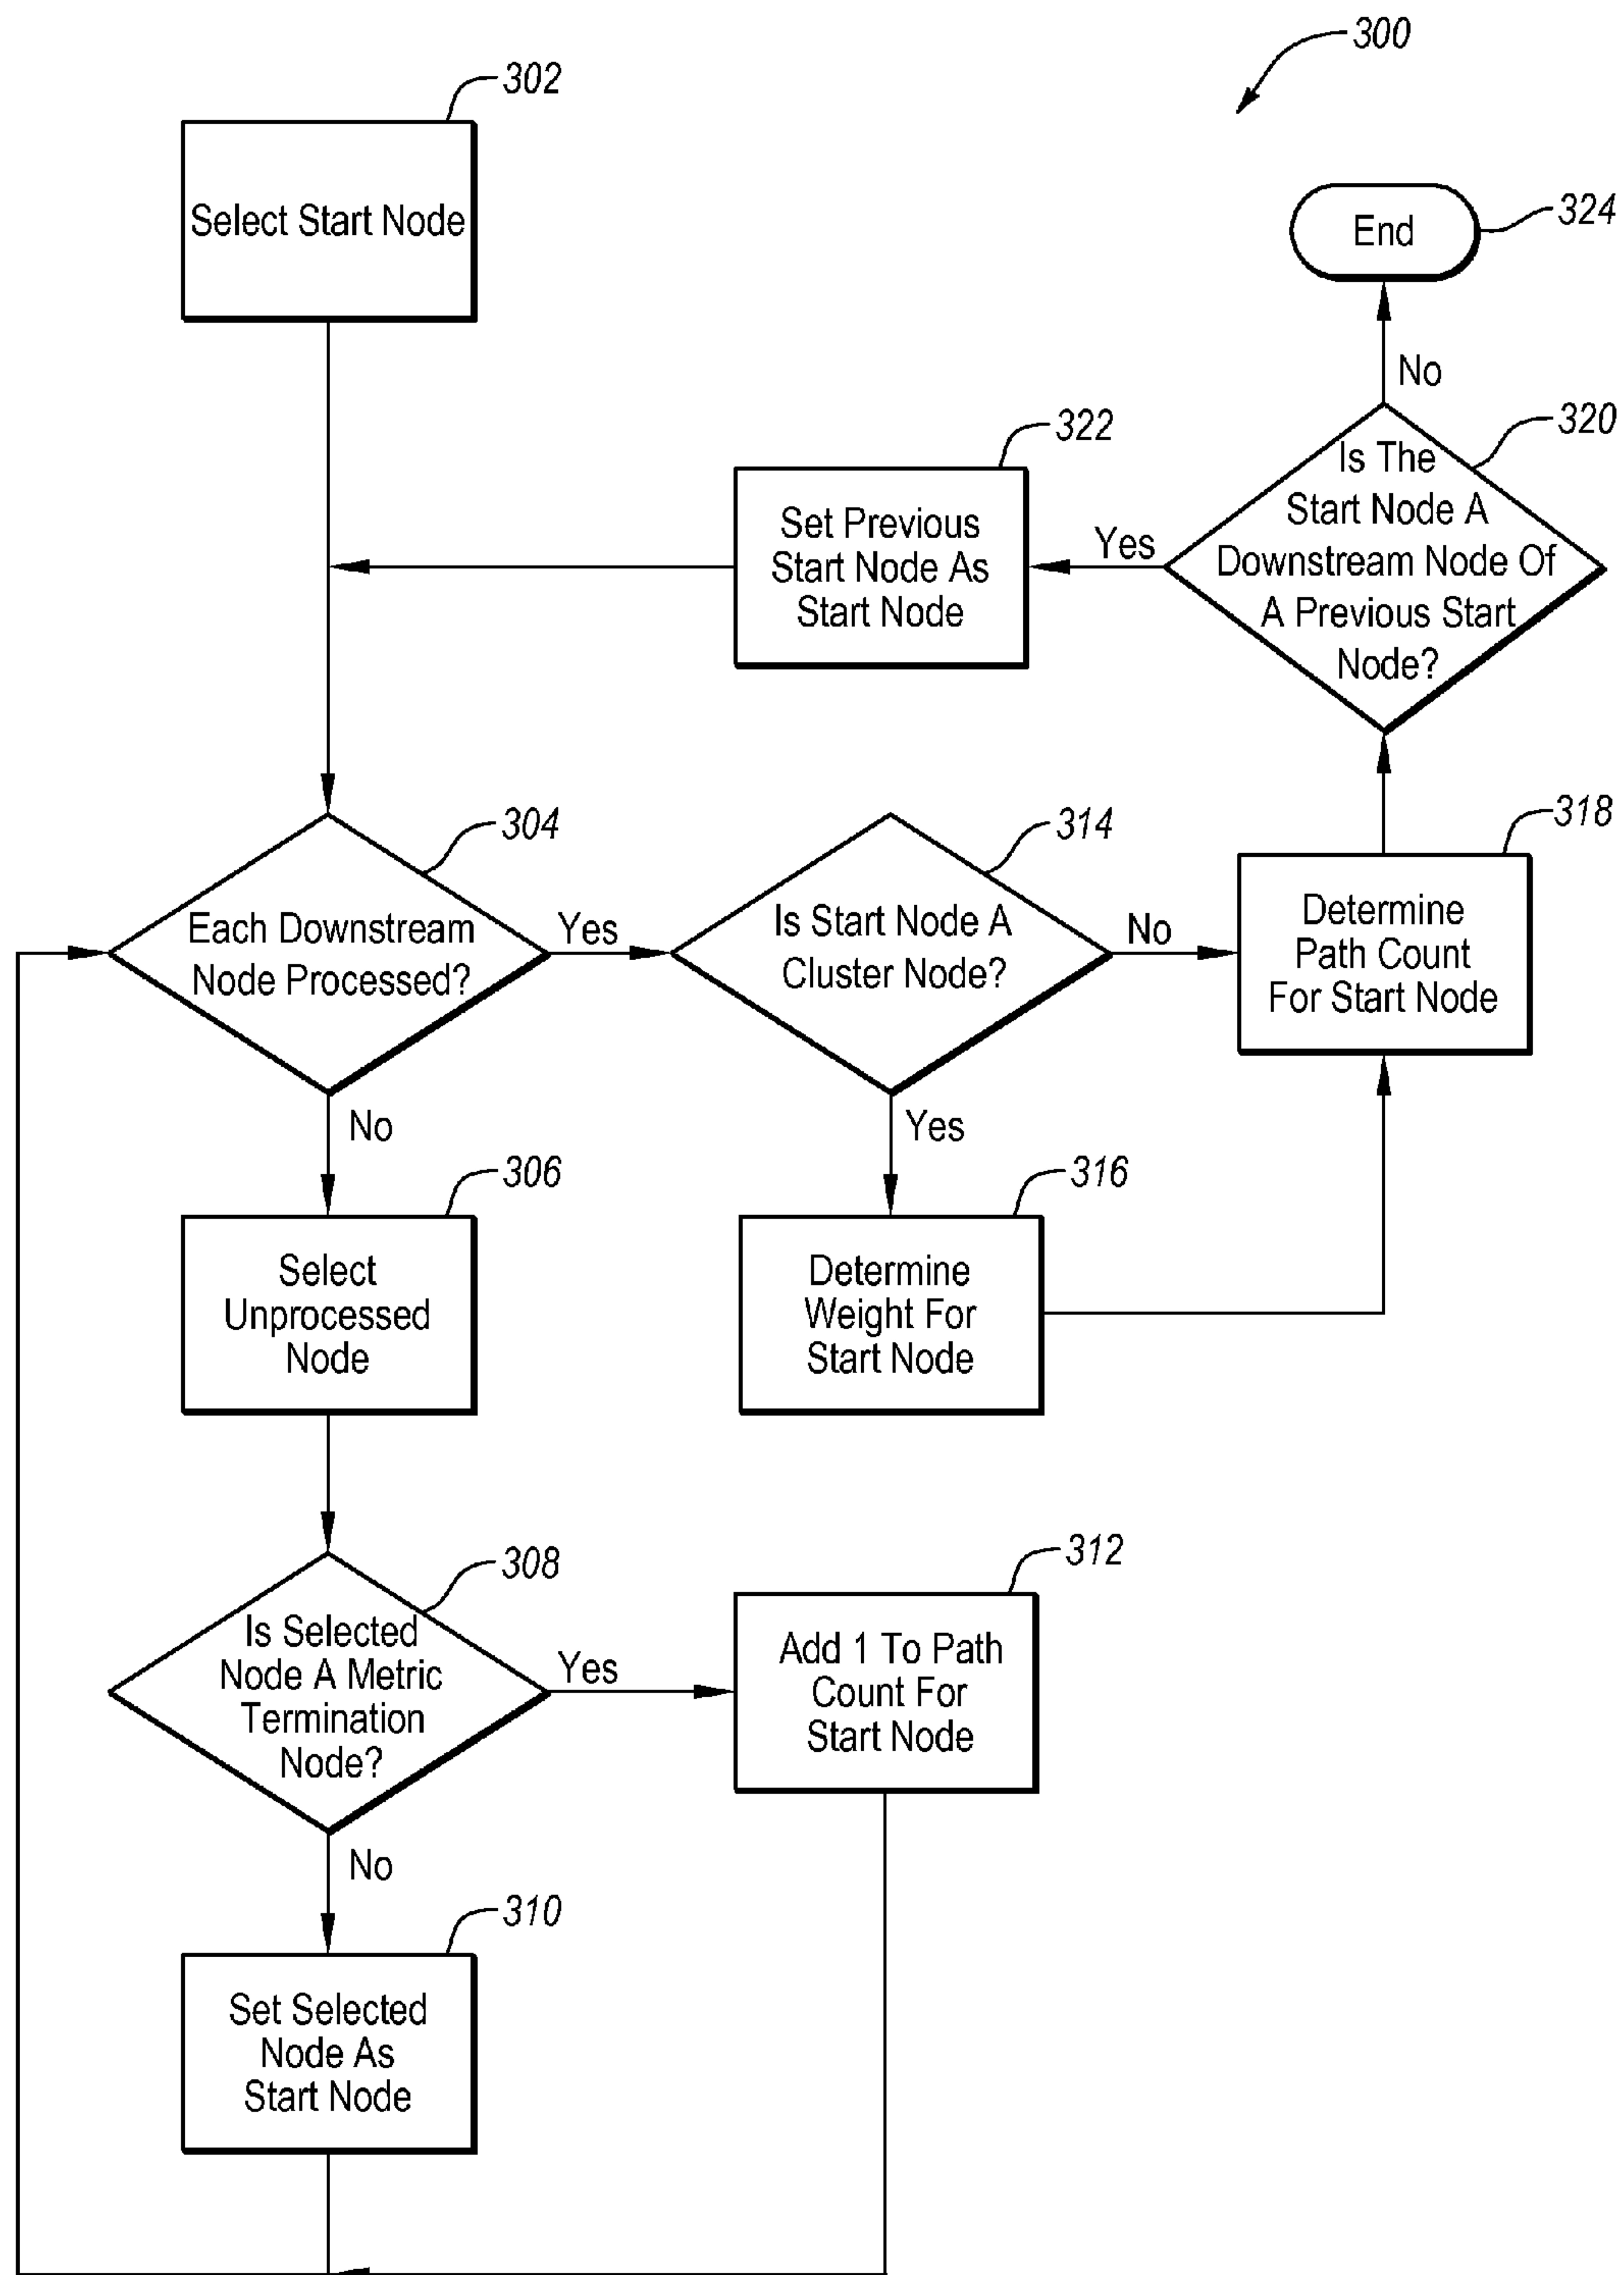 300
302
Select Start Node
End
324
No
320
Is The
Start Node A
Downstream Node Of
A Previous Start
Node?
322
Set Previous
Start Node As
Start Node
Yes
304
Each Downstream
Node Processed?
Yes
314
Is Start Node A
Cluster Node?
No
318
Determine
Path Count
For Start Node
No
Yes
306
Select
Unprocessed
Node
316
Determine
Weight For
Start Node
308
Is Selected
Node A Metric
Termination
Node?
Yes
312
Add 1 To Path
Count For
Start Node
No
310
Set Selected
Node As
Start Node